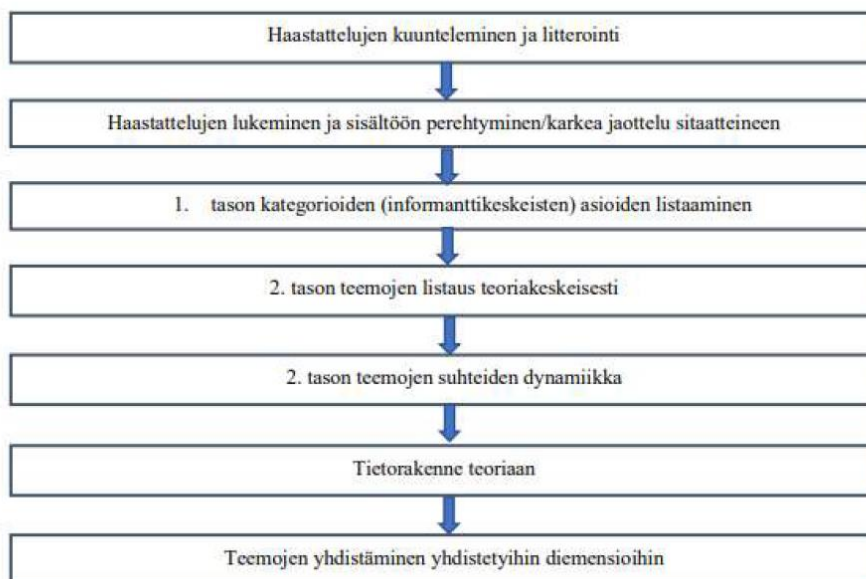 Haastattelujen kuunteleminen ja litterointi
Haastattelujen lukeminen ja sisältöön perehtyminen/karkea jaottelu sitaatteineen
1. tason kategorioiden (informanttikeskeisten) asioiden listaaminen
2. tason teemojen listaus teoriakeskeisesti
2. tason teemojen suhteiden dynamiikka
Tietorakenne teoriaan
Teemojen yhdistäminen yhdistetyihin diemensioihin